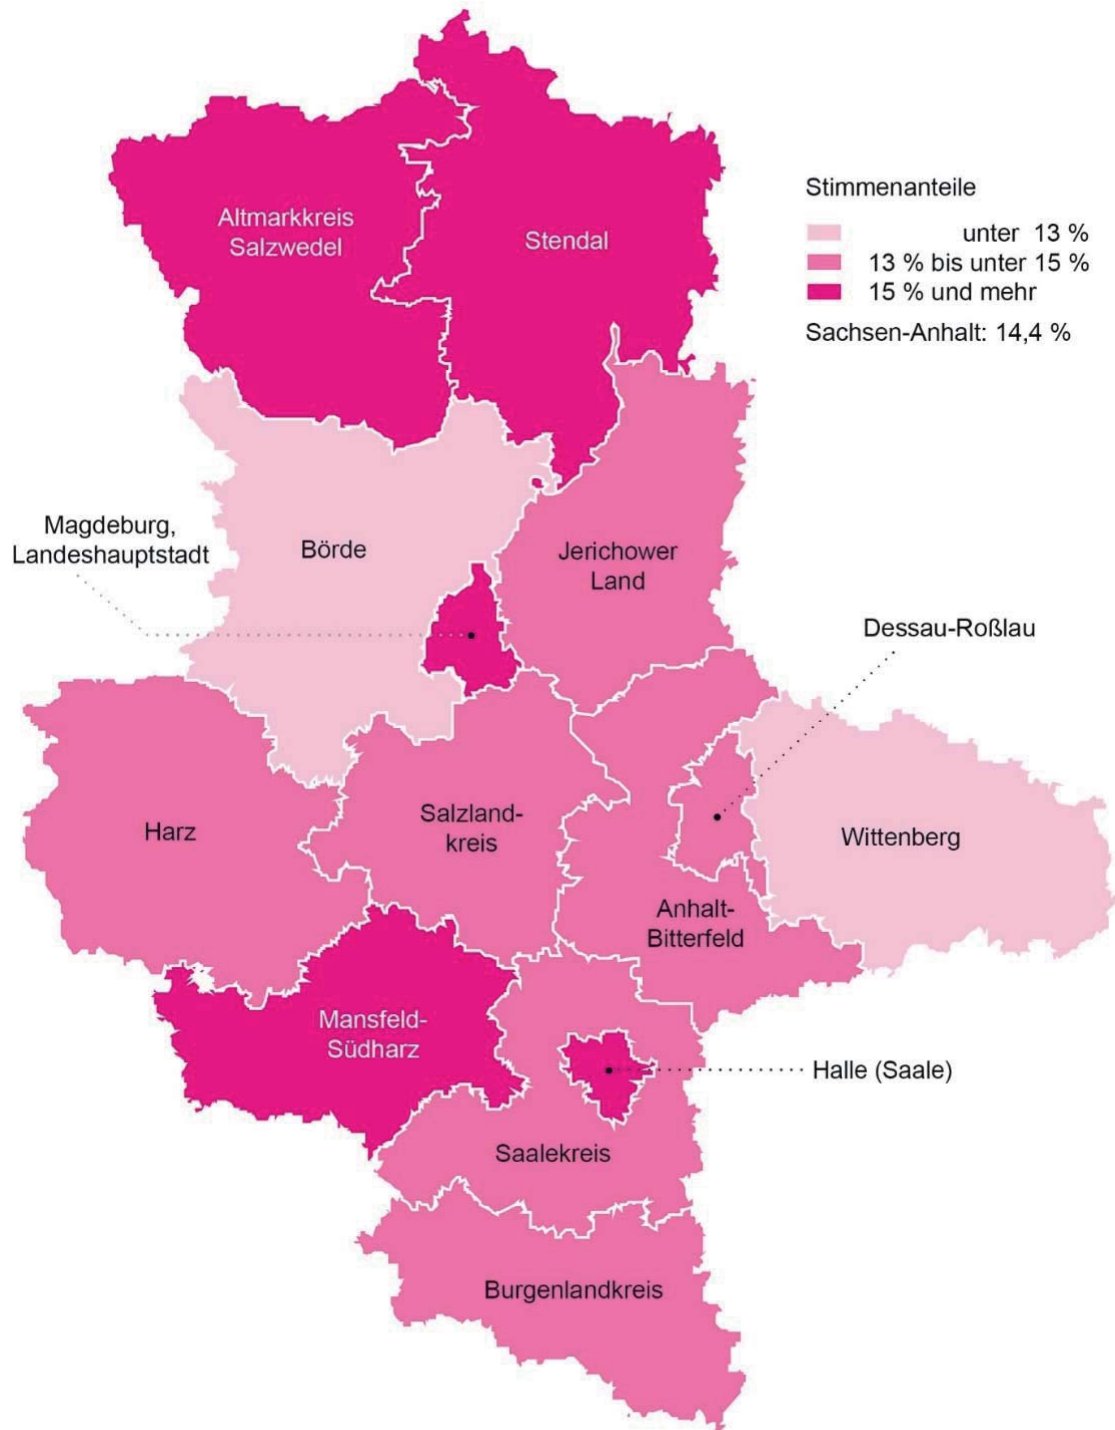 Altmarkkreis
Salzwedel
Stendal
Stimmenanteile
unter 13 %
13 % bis unter 15 %
15 % und mehr
Sachsen-Anhalt: 14,4 %
Magdeburg,
Landeshauptstadt
Börde
Jerichower
Land
Dessau-Roßlau
Harz
Salzland-
kreis
Wittenberg
Anhalt-
Bitterfeld
Mansfeld-
Südharz
Halle (Saale)
Saalekreis
Burgenlandkreis